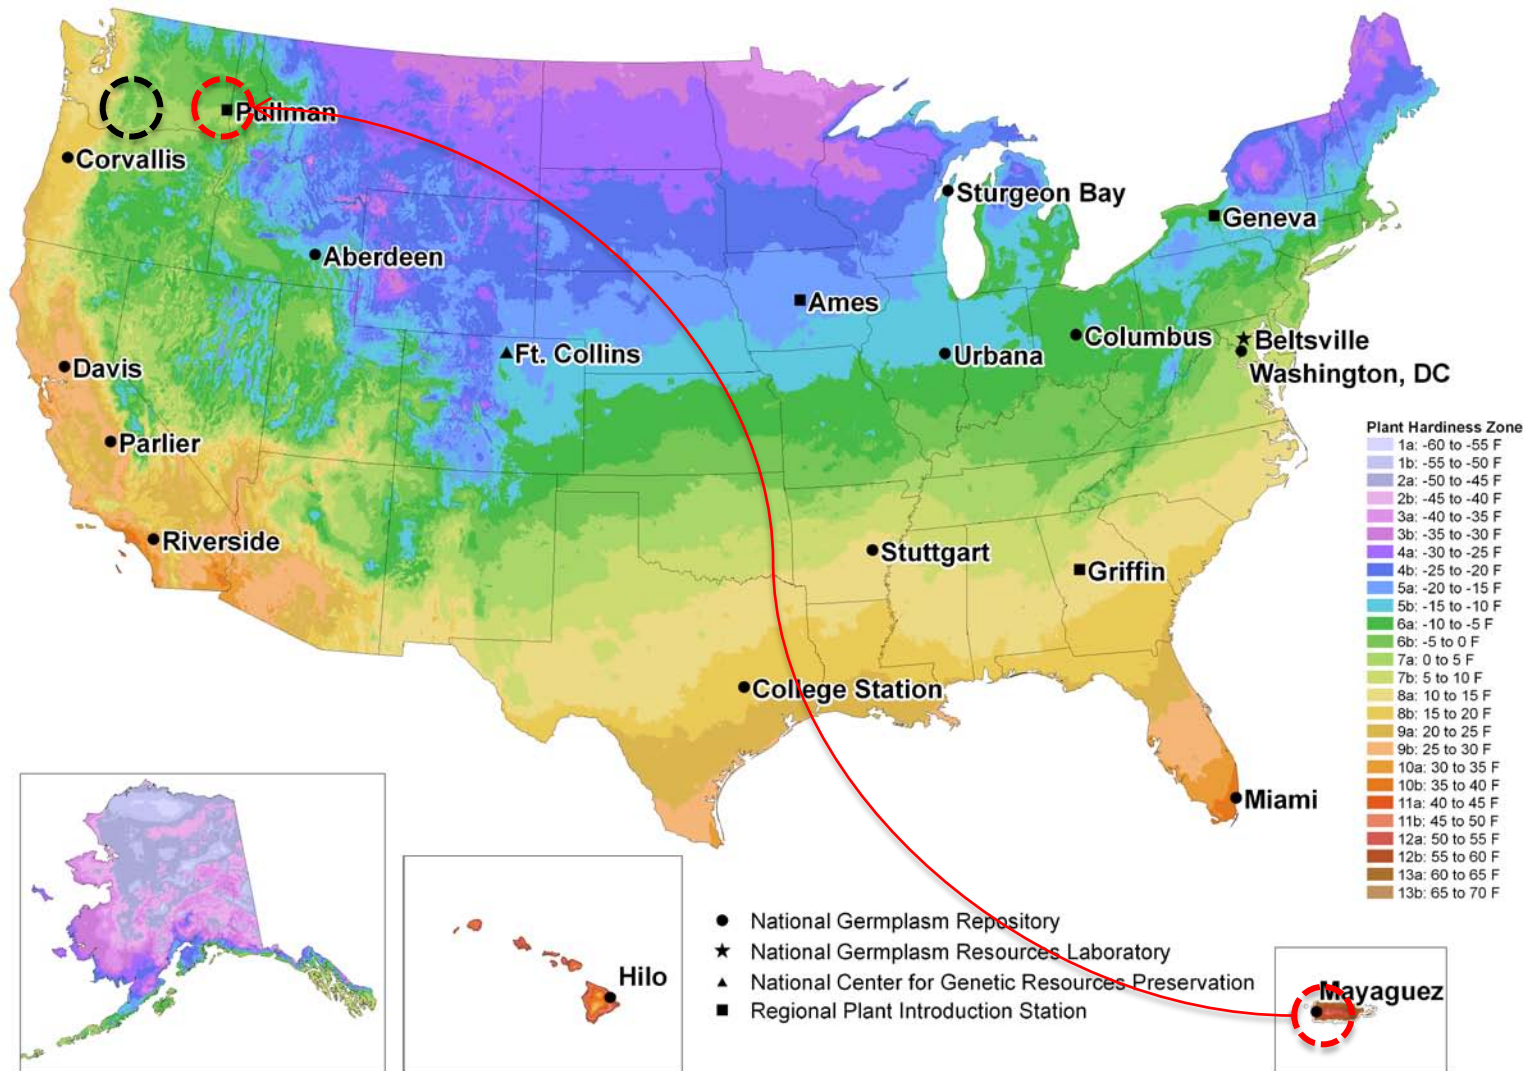 Pullman
Corvallis
Sturgeon Bay
Geneva
Aberdeen
Ames
Ft. Collins
Urbana
Columbus
Beltsville
Washington, DC
Davis
Parlier
Riverside
Stuttgart
Griffin
College Station
Miami
Plant Hardiness Zone
1a: -60 to -55 F
1b: -55 to -50 F
2a: -50 to -45 F
2b: -45 to -40 F
3a: -40 to -35 F
3b: -35 to -30 F
4a: -30 to -25 F
4b: -25 to -20 F
5a: -20 to -15 F
5b: -15 to -10 F
6a: -10 to -5 F
6b: -5 to 0 F
7a: 0 to 5 F
7b: 5 to 10 F
8a: 10 to 15 F
8b: 15 to 20 F
9a: 20 to 25 F
9b: 25 to 30 F
10a: 30 to 35 F
10b: 35 to 40 F
11a: 40 to 45 F
11b: 45 to 50 F
12a: 50 to 55 F
12b: 55 to 60 F
13a: 60 to 65 F
13b: 65 to 70 F
Hilo
National Germplasm Repository
National Germplasm Resources Laboratory
National Center for Genetic Resources Preservation
Regional Plant Introduction Station
Mayaguez